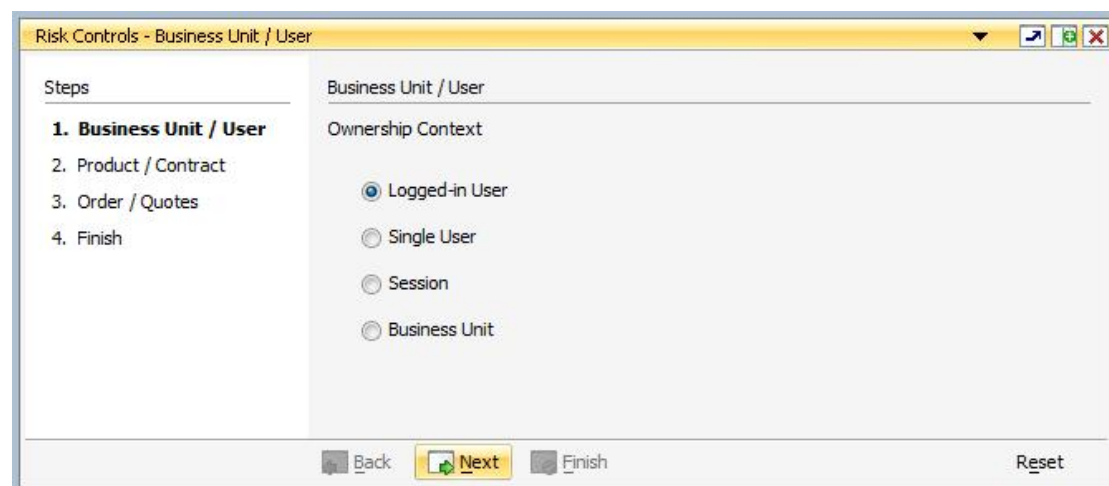 Risk Controls - Business Unit / User
Steps
1. Business Unit / User
2. Product / Contract
3. Order / Quotes
4. Finish
Business Unit / User
Ownership Context
Logged-in User
Single User
Session
Business Unit
Back Next Finish Reset